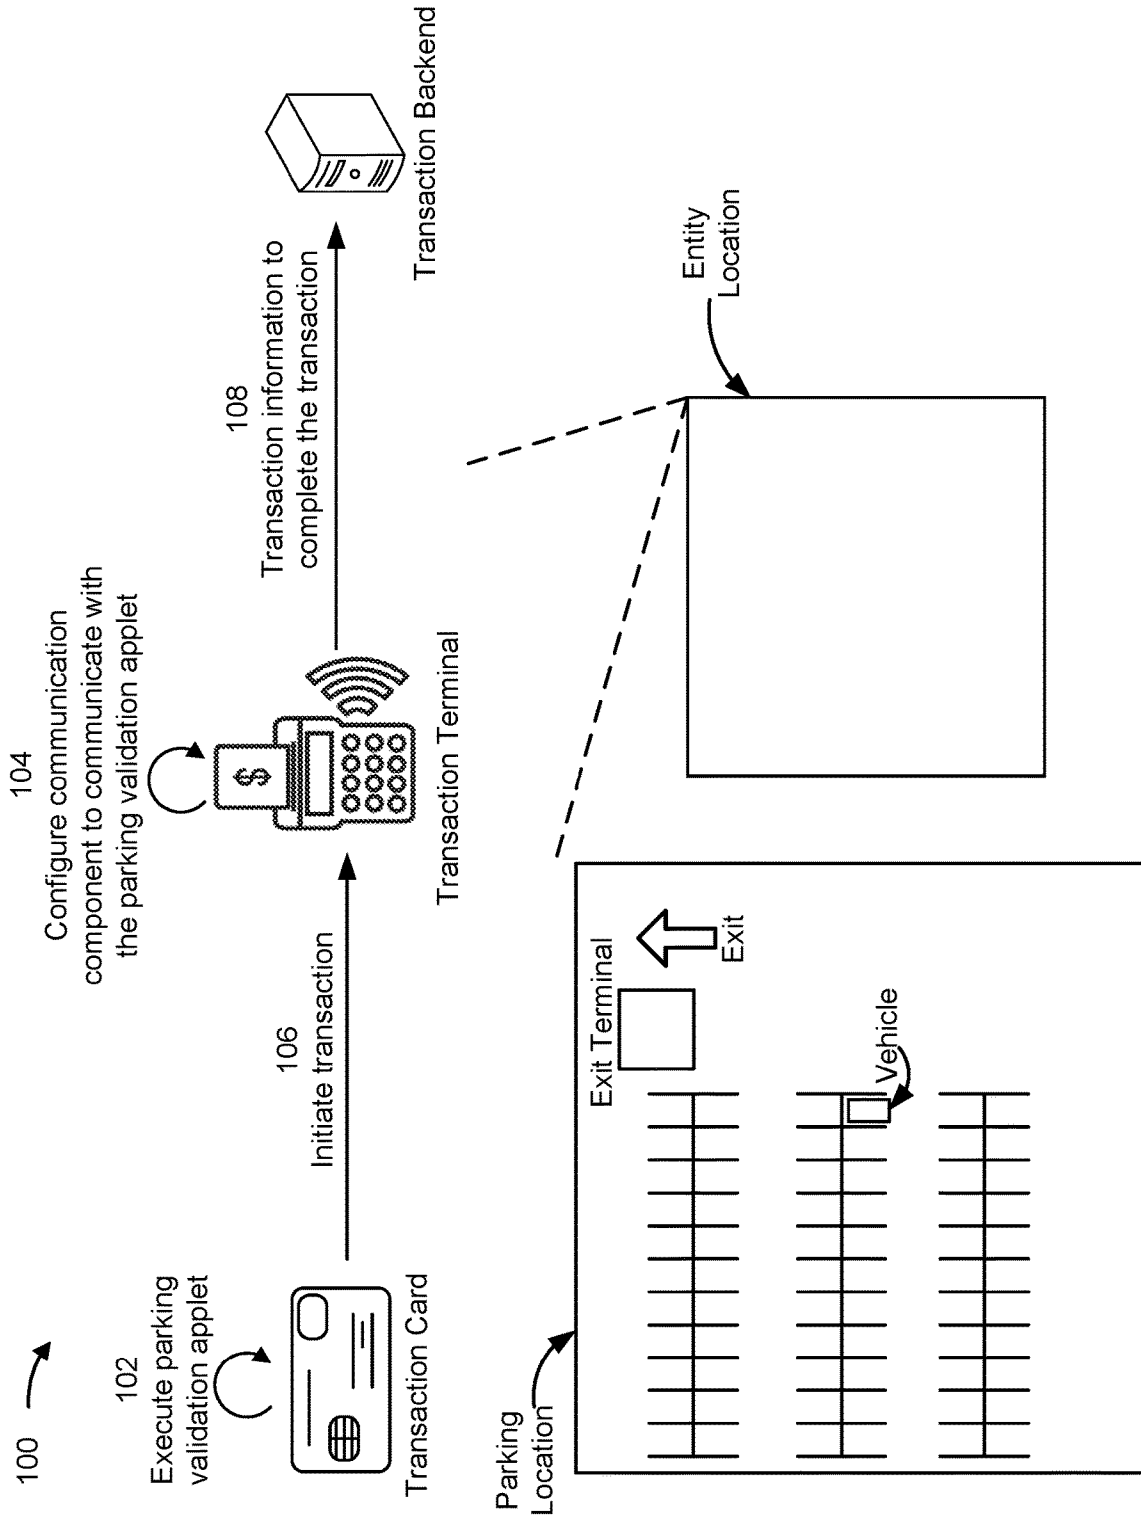 100
102
Execute parking
validation applet
Transaction Card
106
Initiate transaction
104
Configure communication
component to communicate with
the parking validation applet
$
Transaction Terminal
108
Transaction information to
complete the transaction
Transaction Backend
Parking
Location
Exit Terminal
Exit
Vehicle
Entity
Location